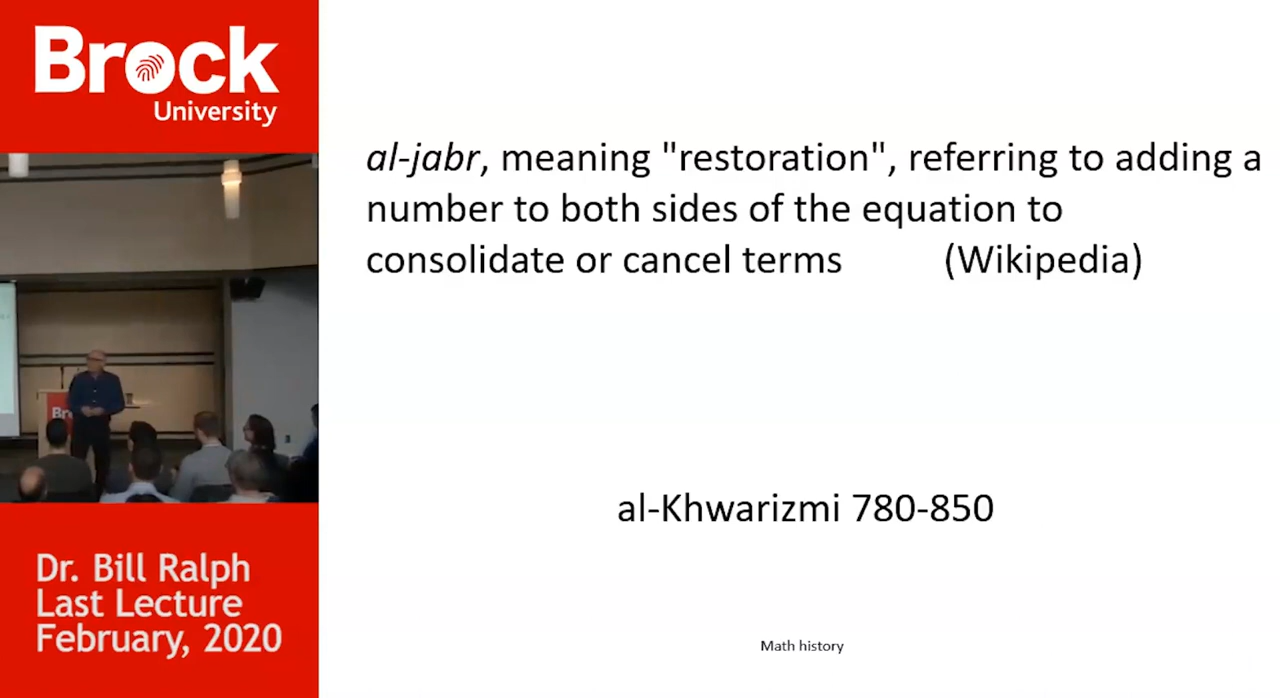 Brock
University
al-jabr, meaning "restoration", referring to adding a
number to both sides of the equation to
consolidate or cancel terms (Wikipedia)
al-Khwarizmi 780-850
Dr. Bill Ralph
Last Lecture
February, 2020
Math history